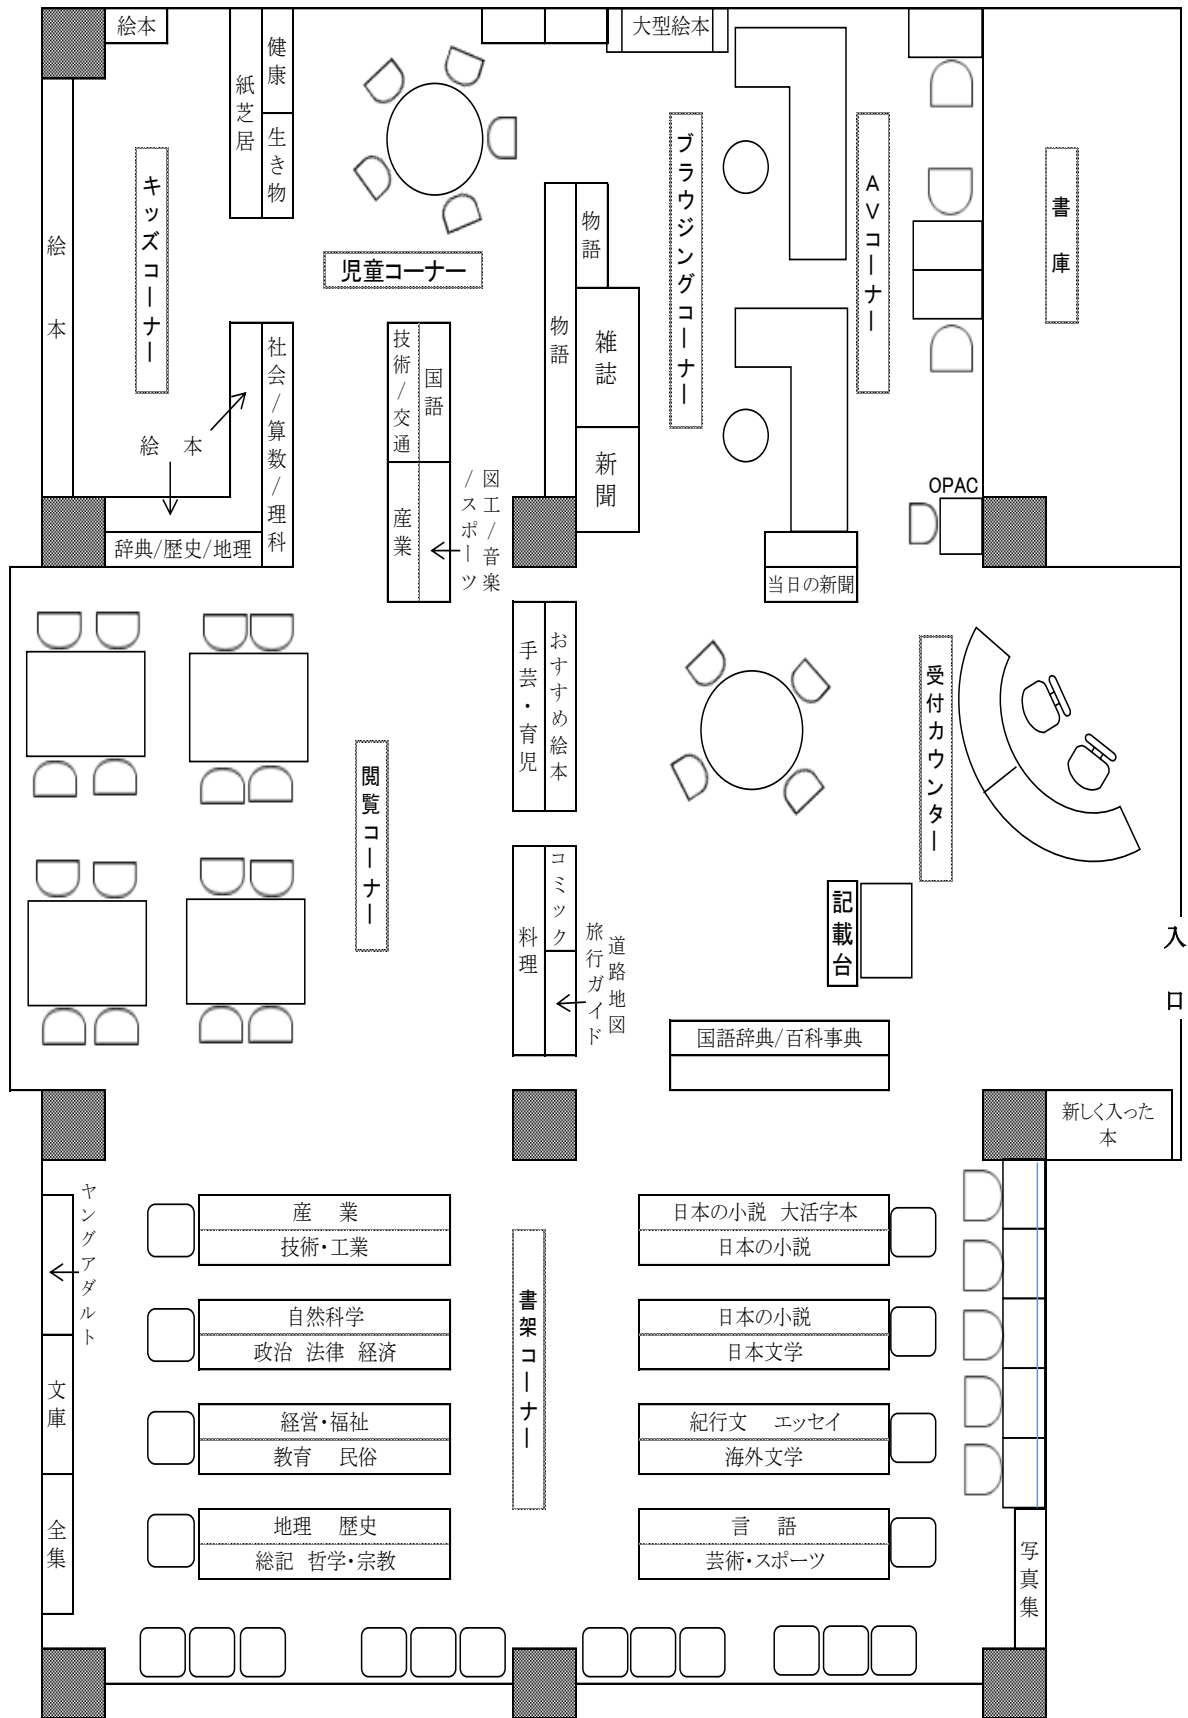 絵本
大型絵本
健康
紙芝居
生き物
キッズコーナー
絵 本
児童コーナー
物語
物語
ブラウジングコーナー
AVコーナー
書 庫
雑誌
新聞
社会/算数/理科
絵 本
辞典/歴史/地理
技術/交通
国語
産業
図工/音楽
/スポーツ
OPAC
当日の新聞
手芸・育児
おすすめ絵本
受付カウンター
閲覧コーナー
コミック
料理
道路地図
旅行ガイド
記載台
入 口
国語辞典/百科事典
新しく入った
本
ヤングアダルト
文庫
全集
産 業
技術・工業
自然科学
政治 法律 経済
経営・福祉
教育 民俗
地理 歴史
総記 哲学・宗教
書架コーナー
日本の小説 大活字本
日本の小説
日本の小説
日本文学
紀行文 エッセイ
海外文学
言 語
芸術・スポーツ
写真集